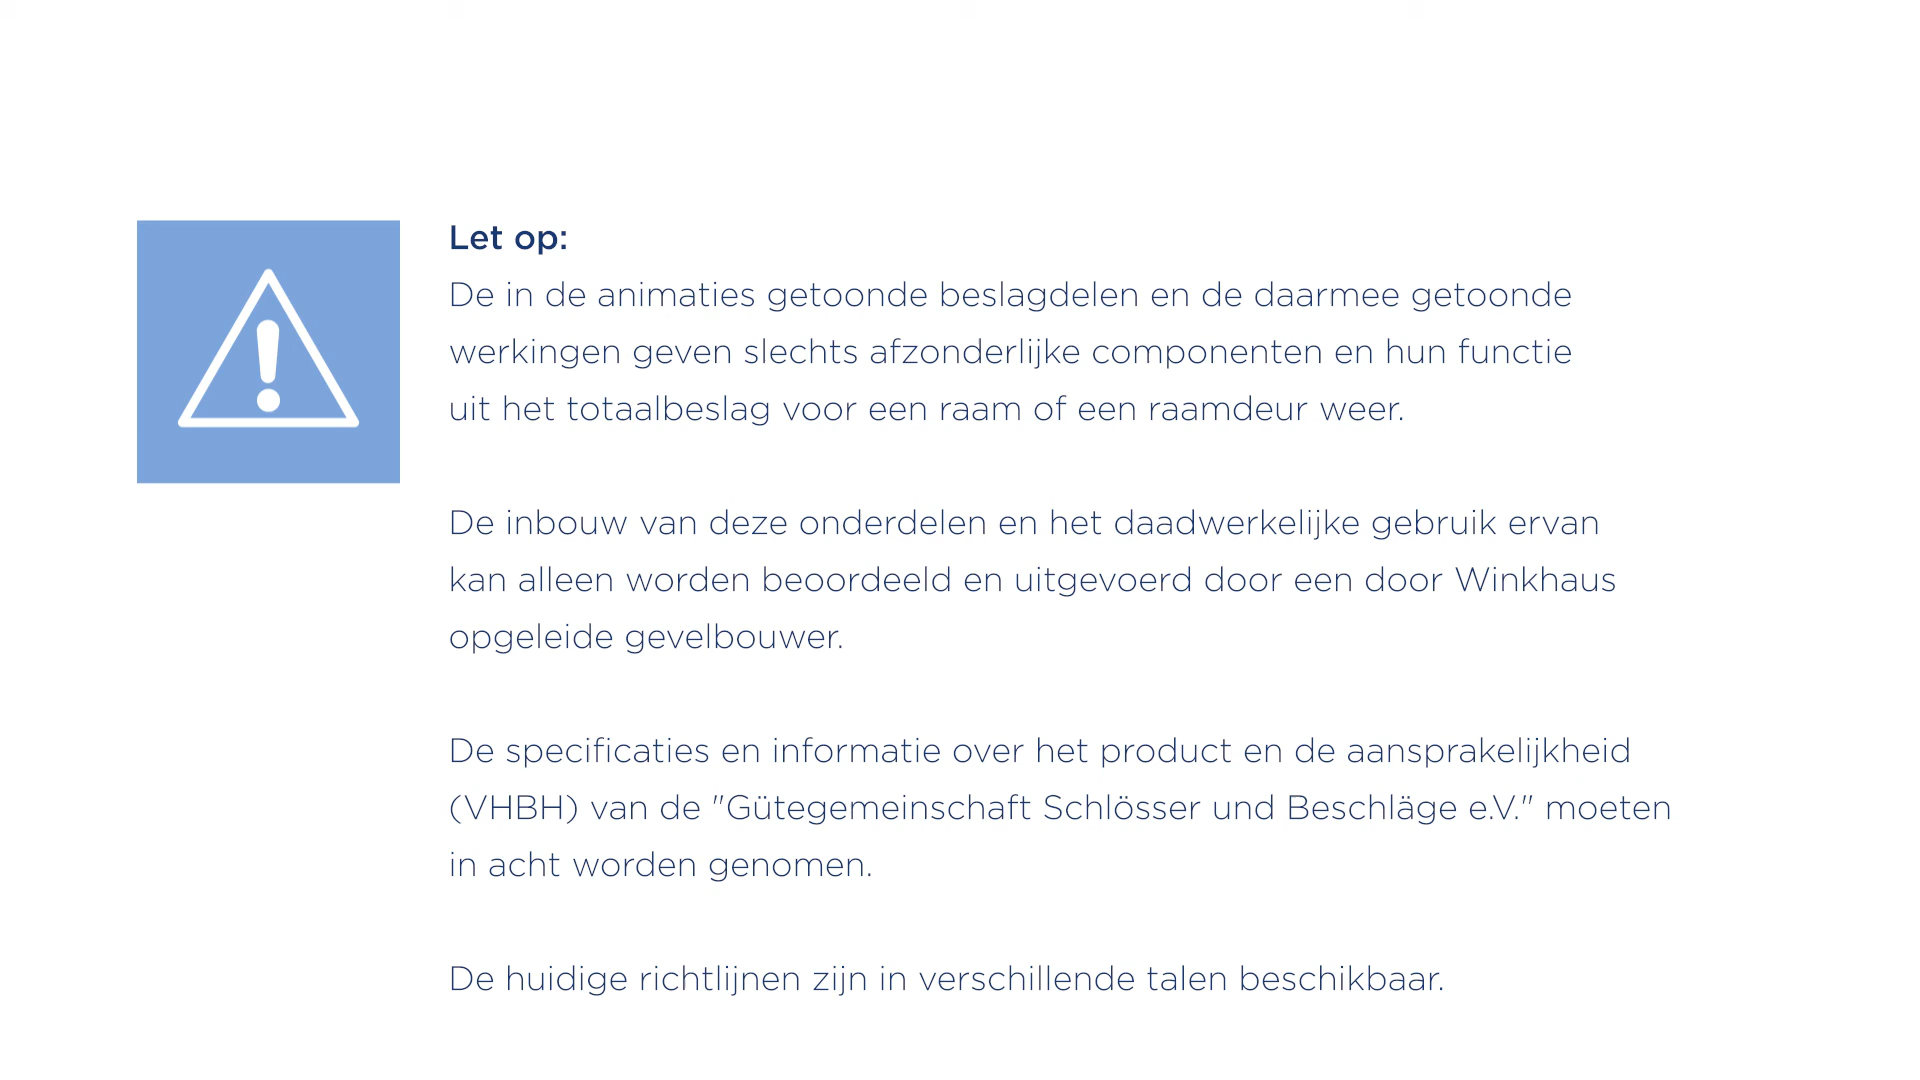 Let op:
De in de animaties getoonde beslagdelen en de daarmee getoonde
werkingen geven slechts afzonderlijke componenten en hun functie
uit het totaalbeslag voor een raam of een raamdeur weer.
De inbouw van deze onderdelen en het daadwerkelijke gebruik ervan
kan alleen worden beoordeeld en uitgevoerd door een door Winkhaus
opgeleide gevelbouwer.
De specificaties en informatie over het product en de aansprakelijkheid
(VHBH) van de "Gütegemeinschaft Schlösser und Beschläge e.V." moeten
in acht worden genomen.
De huidige richtlijnen zijn in verschillende talen beschikbaar.